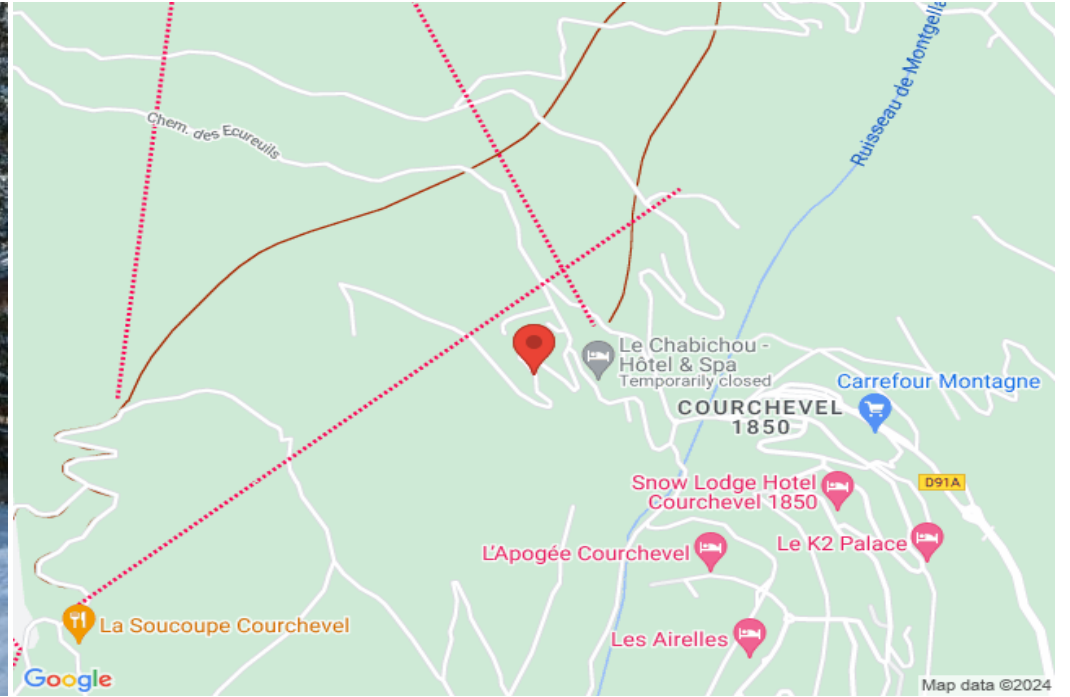 Ruisseau de Montgella
Chem. des Ecureuils
Le Chabichou -
Hôtel & Spa
Temporarily closed
Carrefour Montagne
COURCHEVEL
1850
Snow Lodge Hotel
Courchevel 1850
D91A
L'Apogée Courchevel
Le K2 Palace
La Soucoupe Courchevel
Les Airelles
Google
Map data ©2024